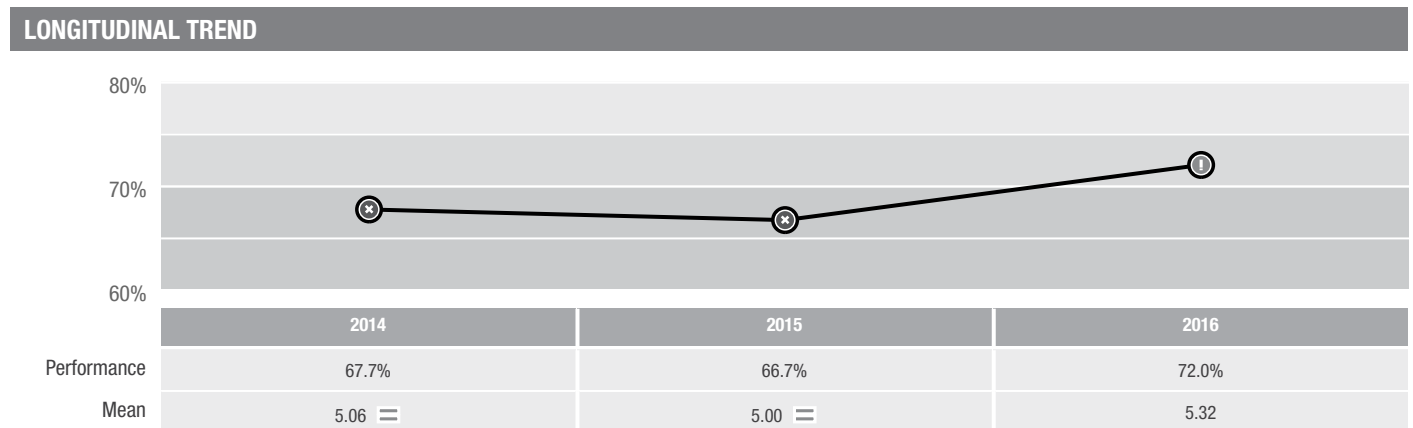 LONGITUDINAL TREND
80%
70%
60%
2014 2015 2016
Performance 67.7% 66.7% 72.0%
Mean 5.06 5.00 5.32